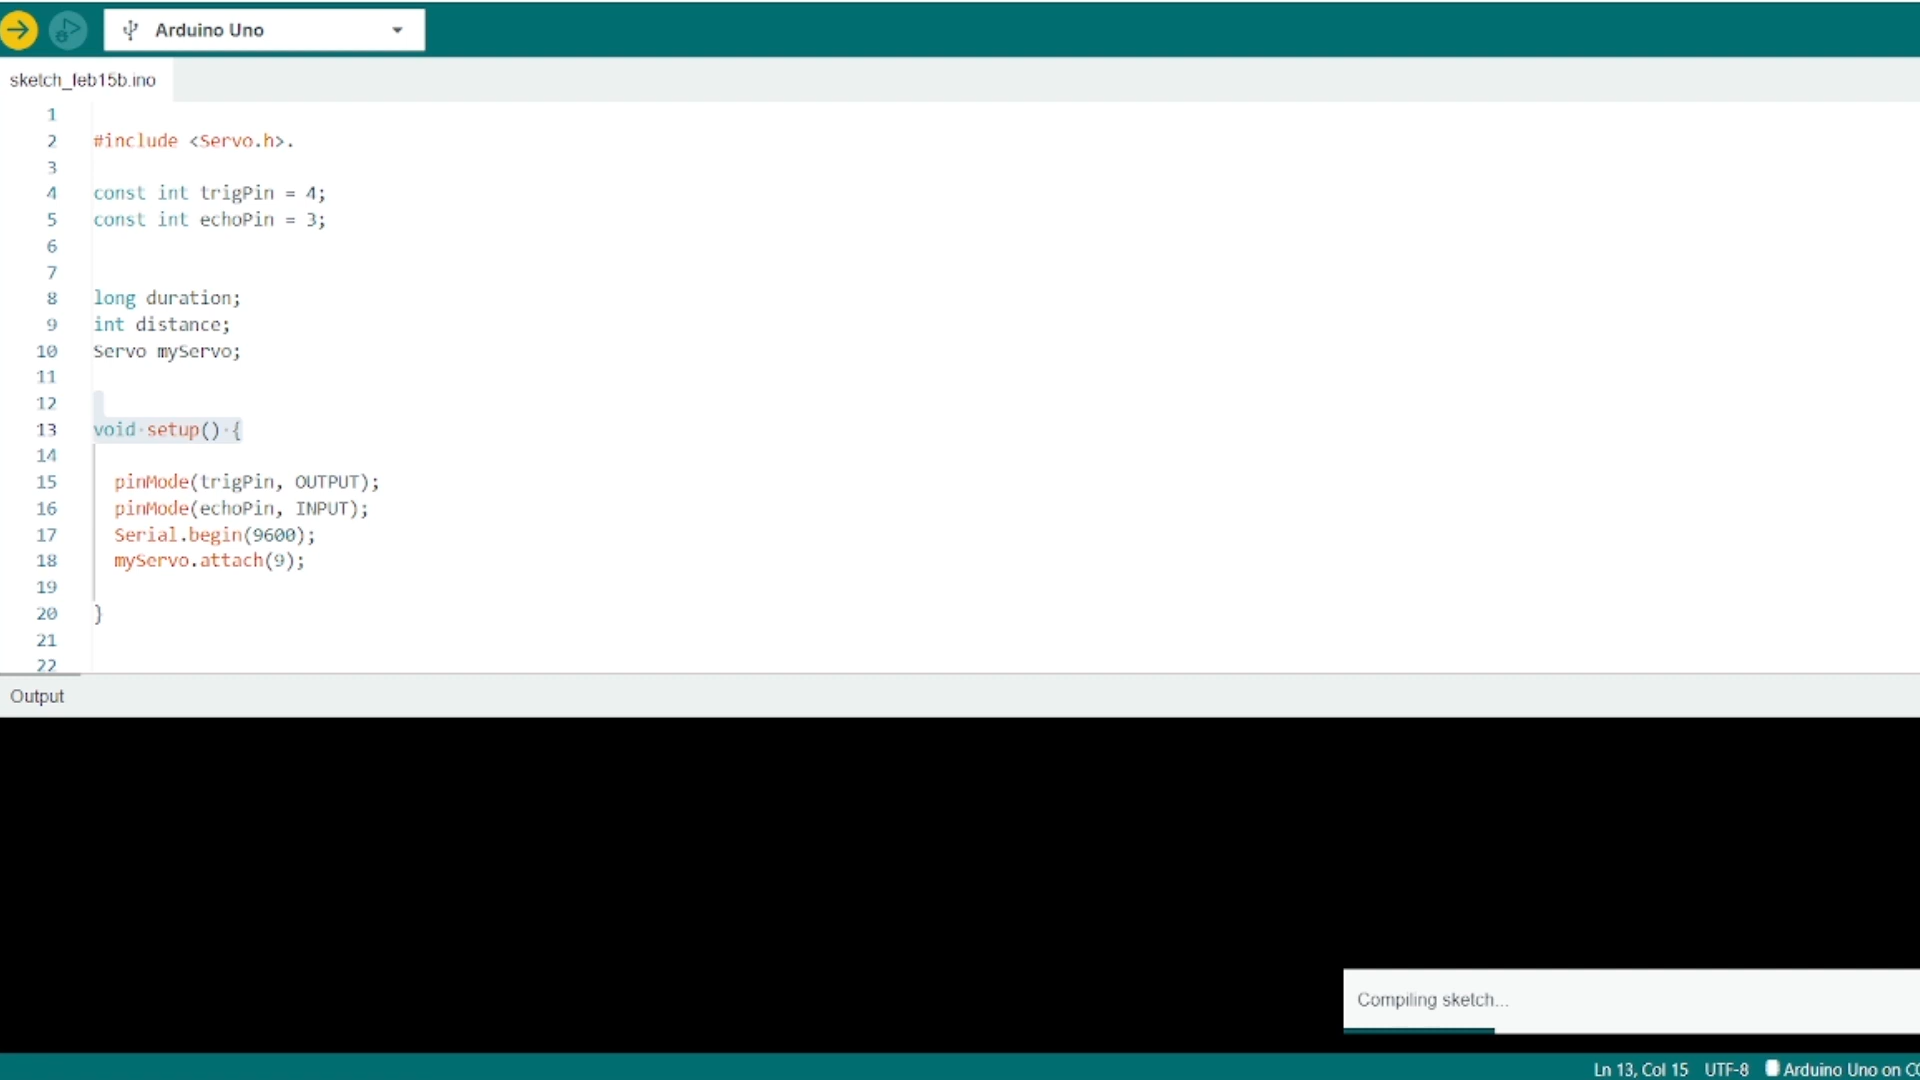 Arduino Uno
sketch_feb15b.ino
1
2 #include <Servo.h>.
3
4 const int trigPin = 4;
5 const int echoPin = 3;
6
7
8 long duration;
9 int distance;
10 Servo myServo;
11
12
13 void setup() {
14
15 pinMode(trigPin, OUTPUT);
16 pinMode(echoPin, INPUT);
17 Serial.begin(9600);
18 myServo.attach(9);
19
20 }
21
22
Output
Compiling sketch...
Ln 13, Col 15 UTF-8 Arduino Uno on CO